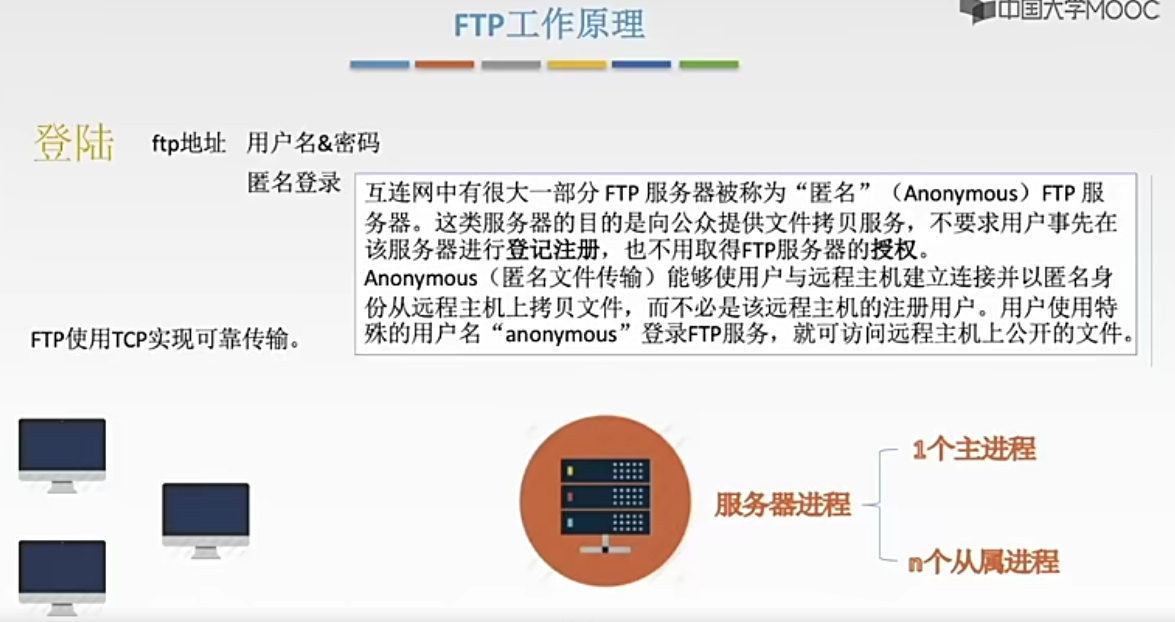 中国大学MOOC
FTP工作原理
登陆
ftp地址 用户名&密码
匿名登录
互连网中有很大一部分 FTP 服务器被称为“匿名”（Anonymous）FTP 服
务器。这类服务器的目的是向公众提供文件拷贝服务，不要求用户事先在
该服务器进行登记注册，也不用取得FTP服务器的授权。
Anonymous（匿名文件传输）能够使用户与远程主机建立连接并以匿名身
份从远程主机上拷贝文件，而不必是该远程主机的注册用户。用户使用特
殊的用户名“anonymous”登录FTP服务，就可访问远程主机上公开的文件。
FTP使用TCP实现可靠传输。
1个主进程
服务器进程
n个从属进程